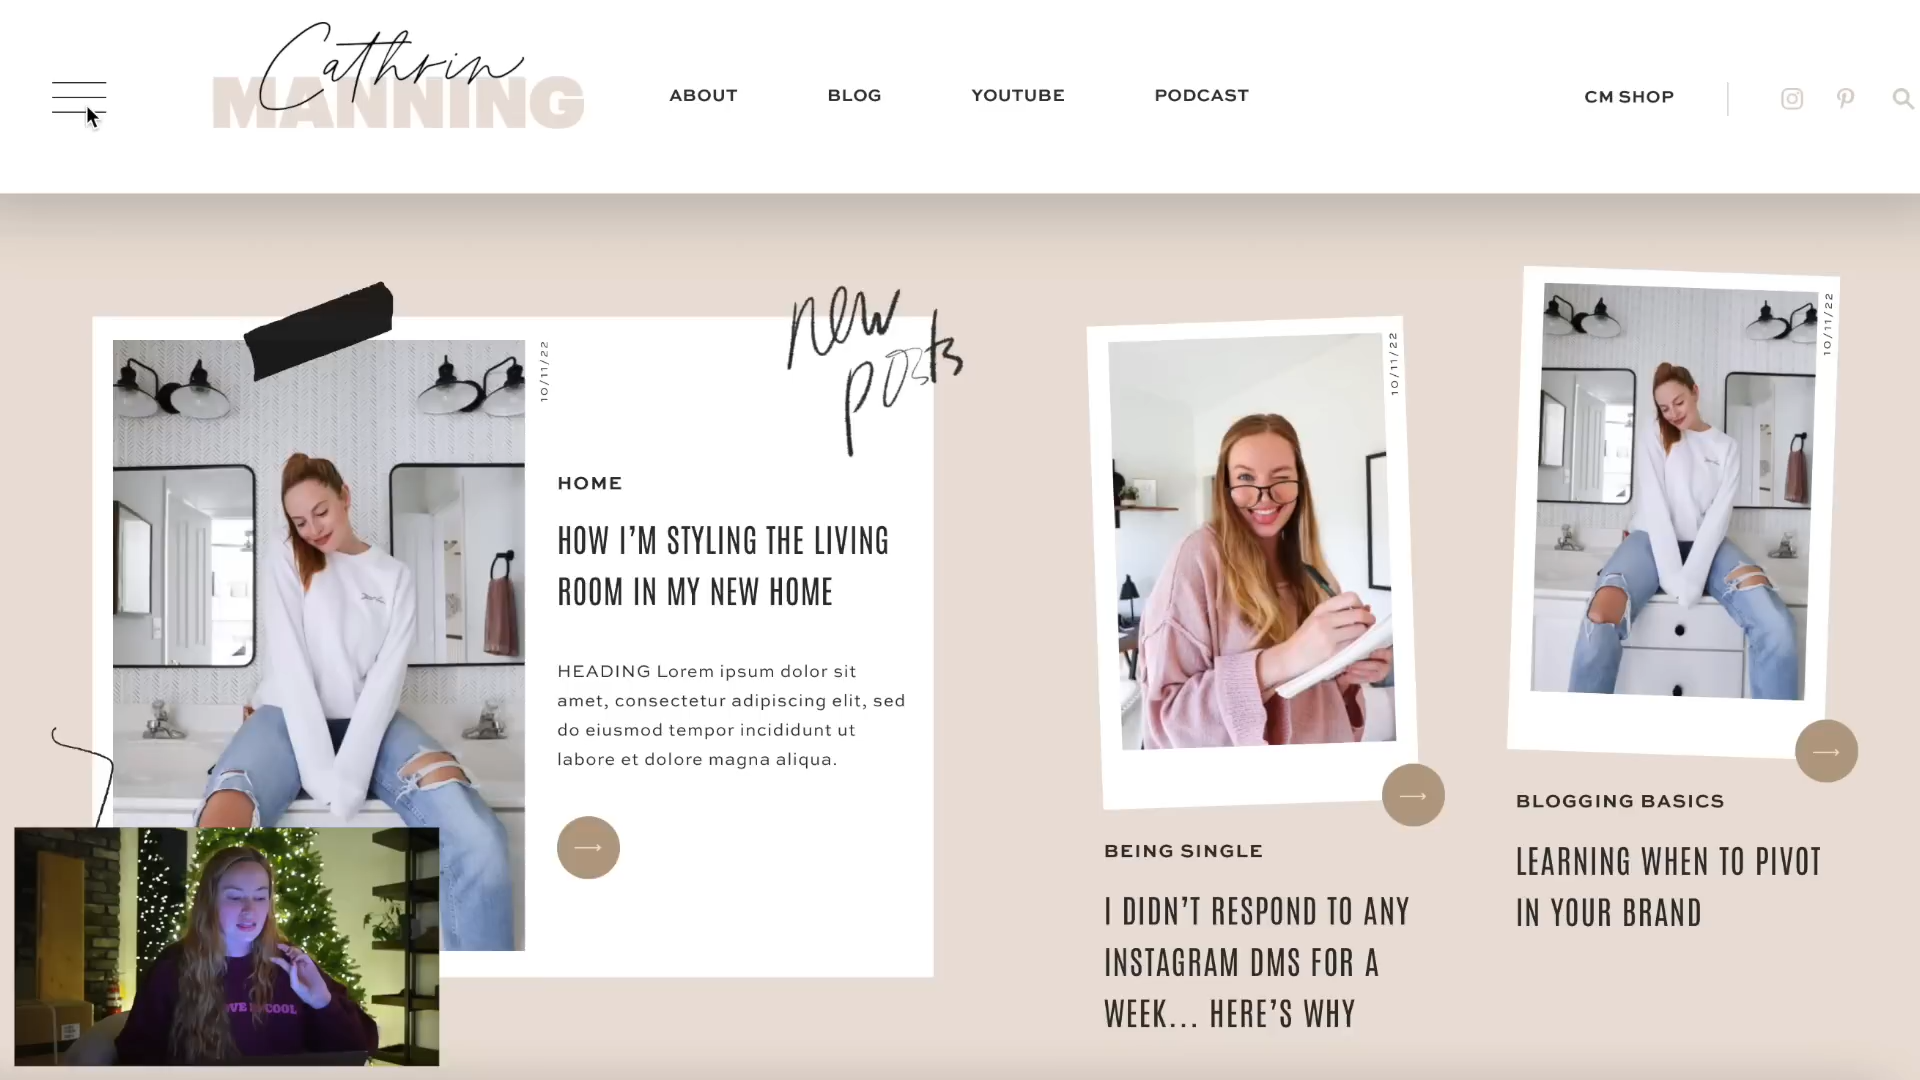 Cathrin
MANNING
ABOUT
BLOG
YOUTUBE
PODCAST
CM SHOP
new
posts
10/11/22
HOME
HOW I’M STYLING THE LIVING
ROOM IN MY NEW HOME
HEADING Lorem ipsum dolor sit
amet, consectetur adipiscing elit, sed
do eiusmod tempor incididunt ut
labore et dolore magna aliqua.
10/11/22
BEING SINGLE
I DIDN’T RESPOND TO ANY
INSTAGRAM DMS FOR A
WEEK... HERE’S WHY
10/11/22
BLOGGING BASICS
LEARNING WHEN TO PIVOT
IN YOUR BRAND
COOL